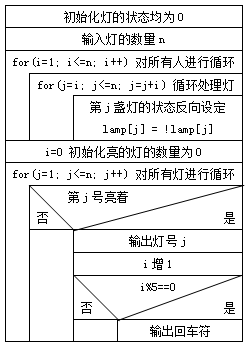 初始化灯的状态均为0
输入灯的数量n
for(i=1; i<=n; i++) 对所有人进行循环
for(j=i; j<=n; j=j+i) 循环处理灯
第j盏灯的状态反向设定
lamp[j] = !lamp[j]
i=0 初始化亮的灯的数量为0
for(j=1; j<=n; j++) 对所有灯进行循环
第j号亮着
否 是
输出灯号j
i增1
i%5==0
否 是
输出回车符